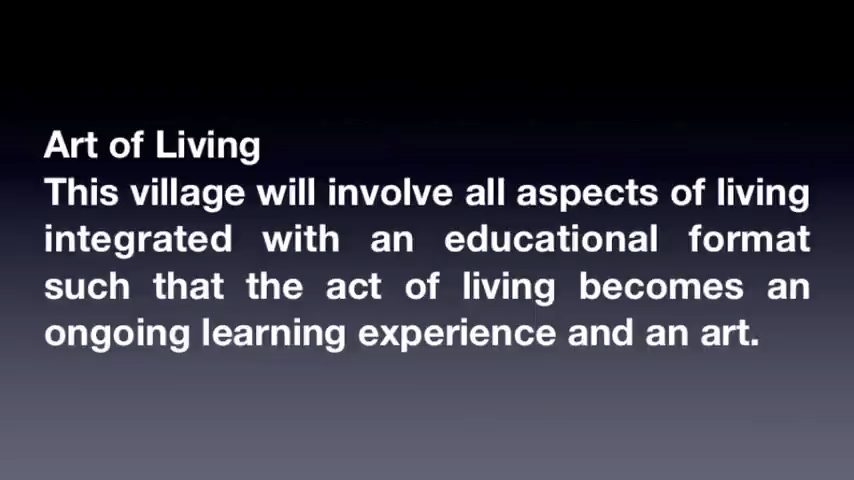 Art of Living
This village will involve all aspects of living
integrated with an educational format
such that the act of living becomes an
ongoing learning experience and an art.